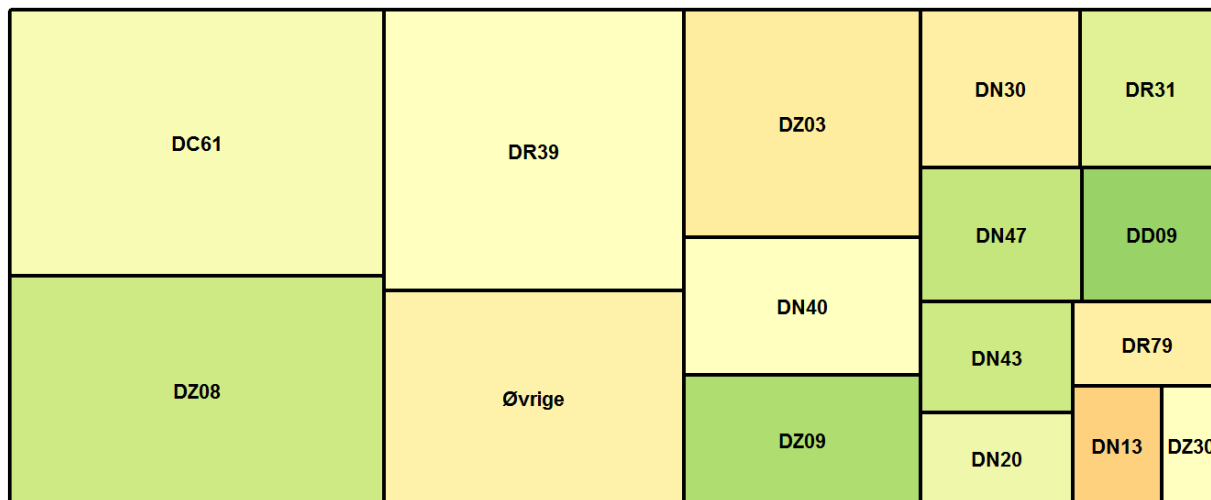 DC61
DZ08
DR39
Øvrige
DZ03
DN40
DZ09
DN30
DR31
DN47
DD09
DN43
DN20
DR79
DN13
DZ30